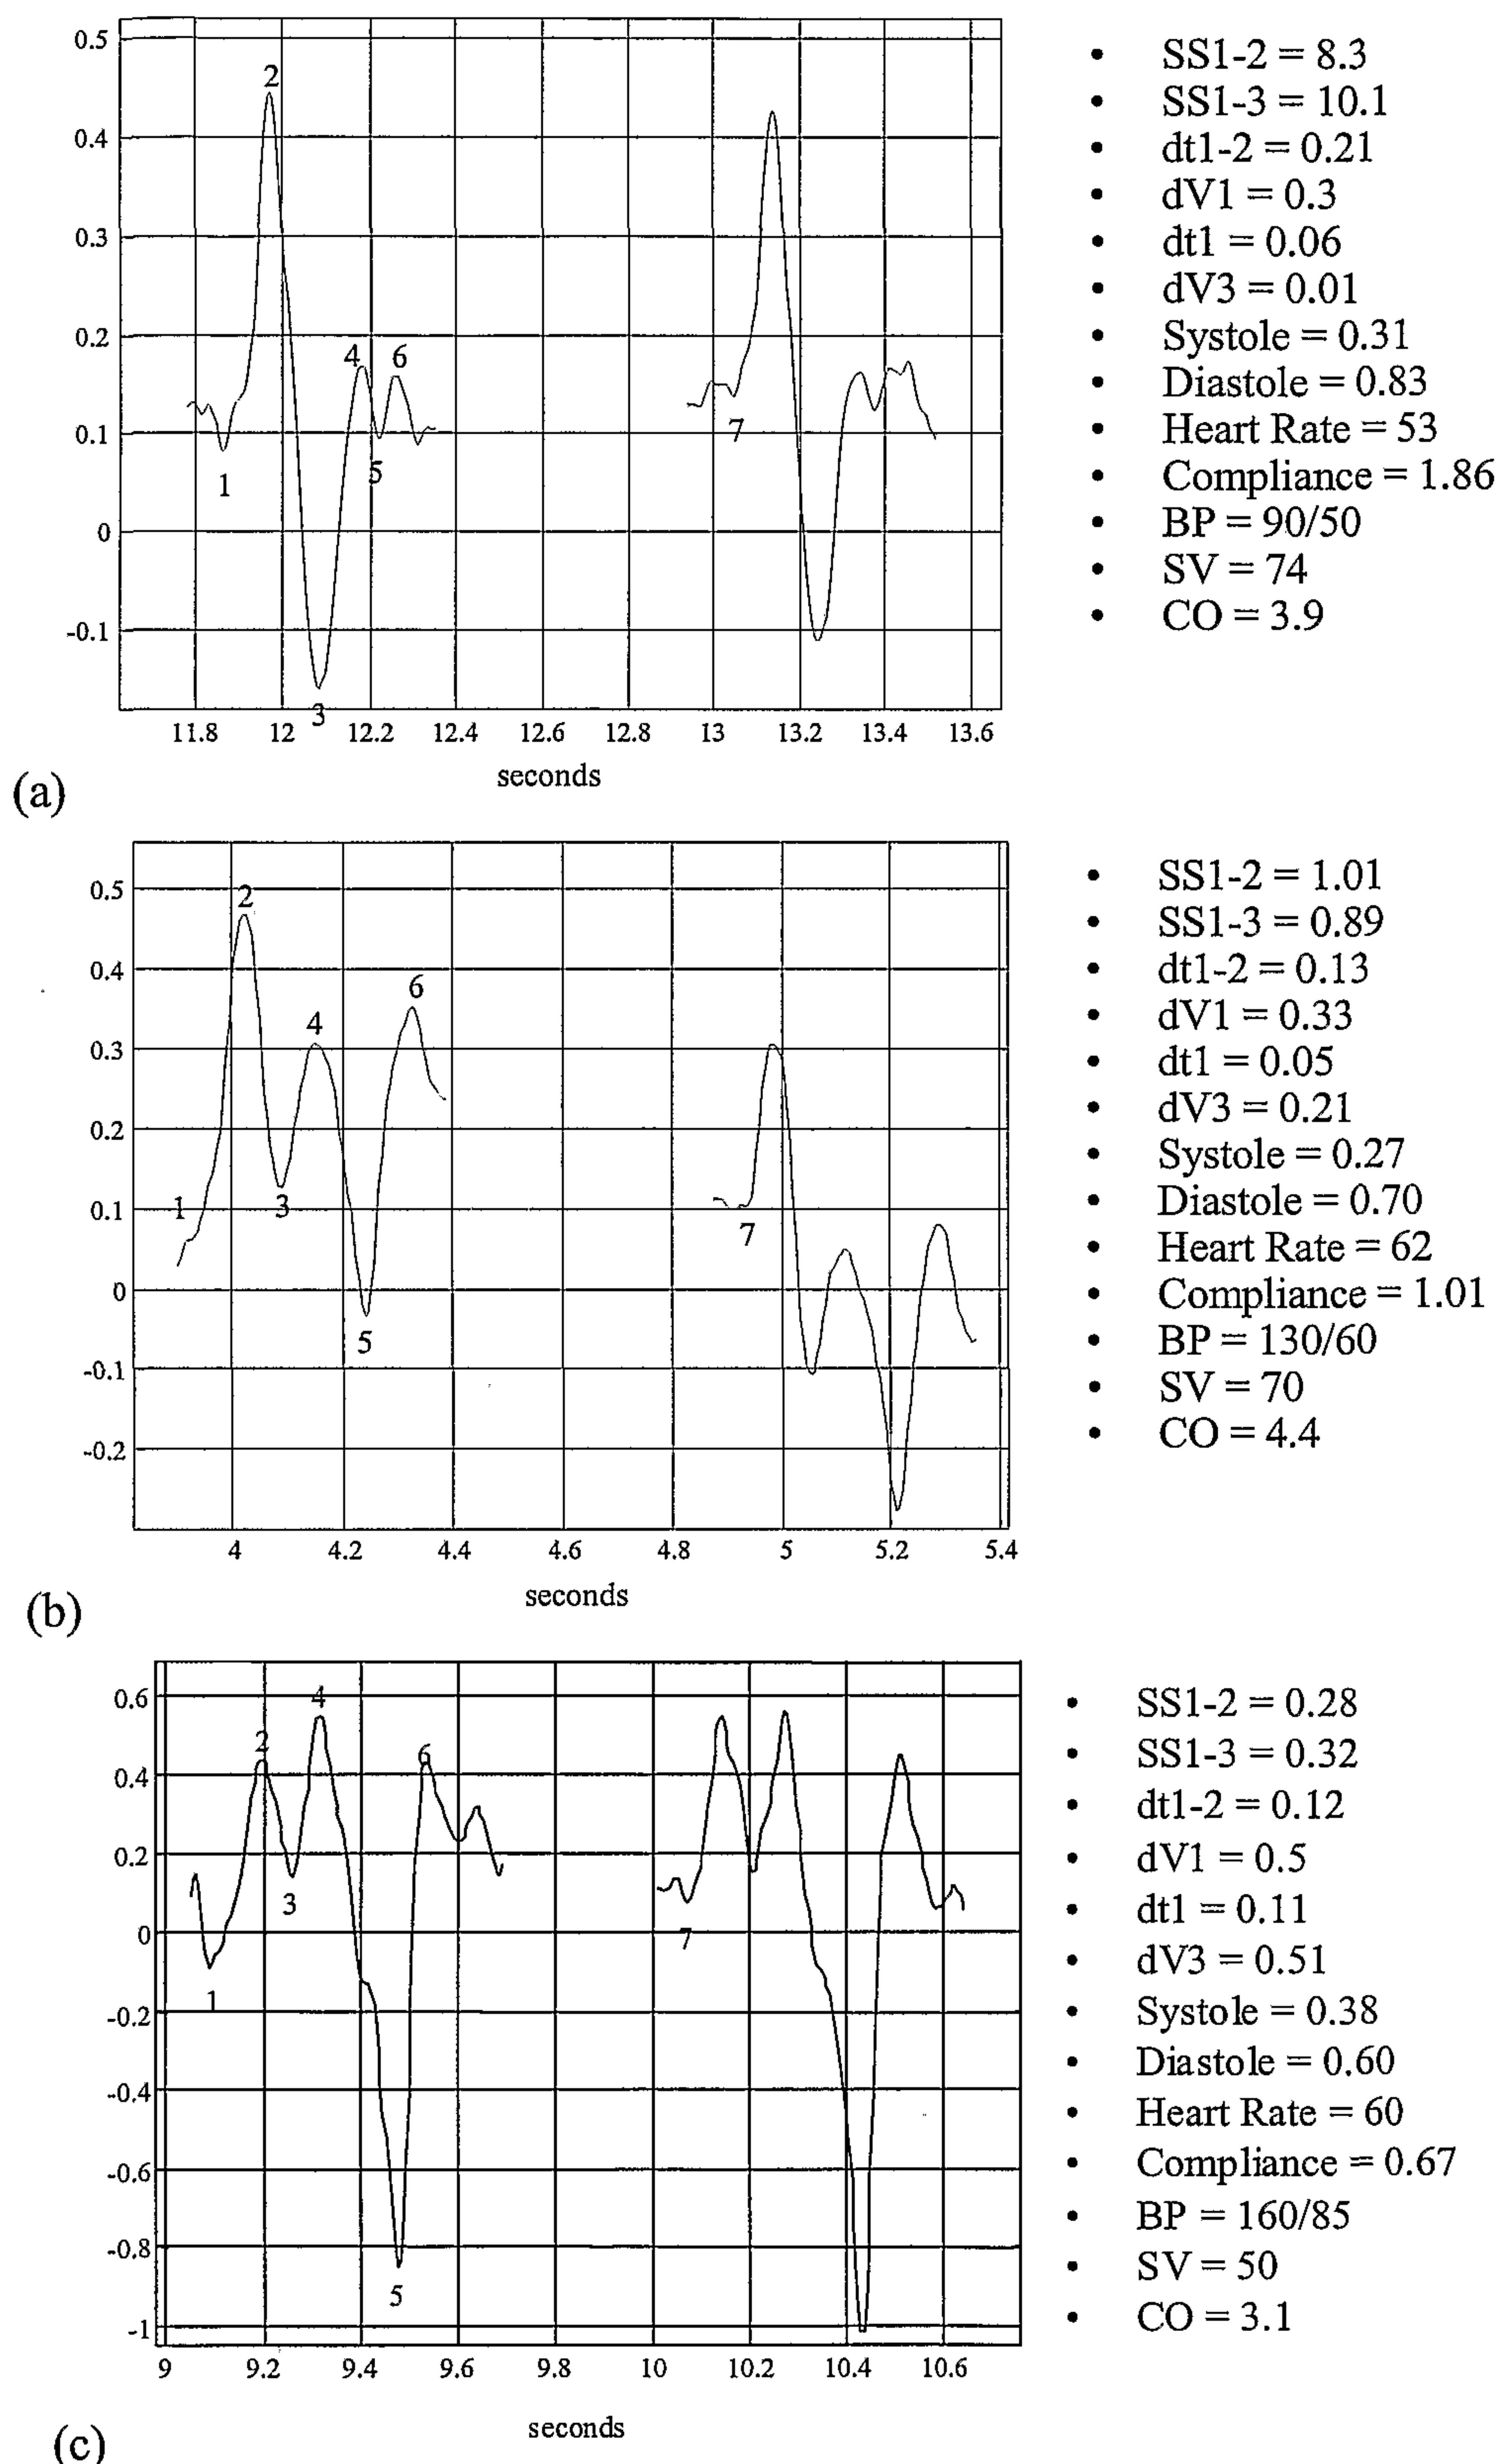 0.5
0.4
0.3
0.2
0.1
0
-0.1
2
4
6
1
5
3
7
11.8 12 12.2 12.4 12.6 12.8 13 13.2 13.4 13.6
seconds
(a)
• SS1-2 = 8.3
• SS1-3 = 10.1
• dt1-2 = 0.21
• dV1 = 0.3
• dt1 = 0.06
• dV3 = 0.01
• Systole = 0.31
• Diastole = 0.83
• Heart Rate = 53
• Compliance = 1.86
• BP = 90/50
• SV = 74
• CO = 3.9
0.5
0.4
0.3
0.2
0.1
0
-0.1
-0.2
2
6
4
1
3
7
5
4 4.2 4.4 4.6 4.8 5 5.2 5.4
seconds
(b)
• SS1-2 = 1.01
• SS1-3 = 0.89
• dt1-2 = 0.13
• dV1 = 0.33
• dt1 = 0.05
• dV3 = 0.21
• Systole = 0.27
• Diastole = 0.70
• Heart Rate = 62
• Compliance = 1.01
• BP = 130/60
• SV = 70
• CO = 4.4
0.6
0.4
0.2
0
-0.2
-0.4
-0.6
-0.8
-1
4
2
6
3
7
1
5
9 9.2 9.4 9.6 9.8 10 10.2 10.4 10.6
seconds
(c)
• SS1-2 = 0.28
• SS1-3 = 0.32
• dt1-2 = 0.12
• dV1 = 0.5
• dt1 = 0.11
• dV3 = 0.51
• Systole = 0.38
• Diastole = 0.60
• Heart Rate = 60
• Compliance = 0.67
• BP = 160/85
• SV = 50
• CO = 3.1